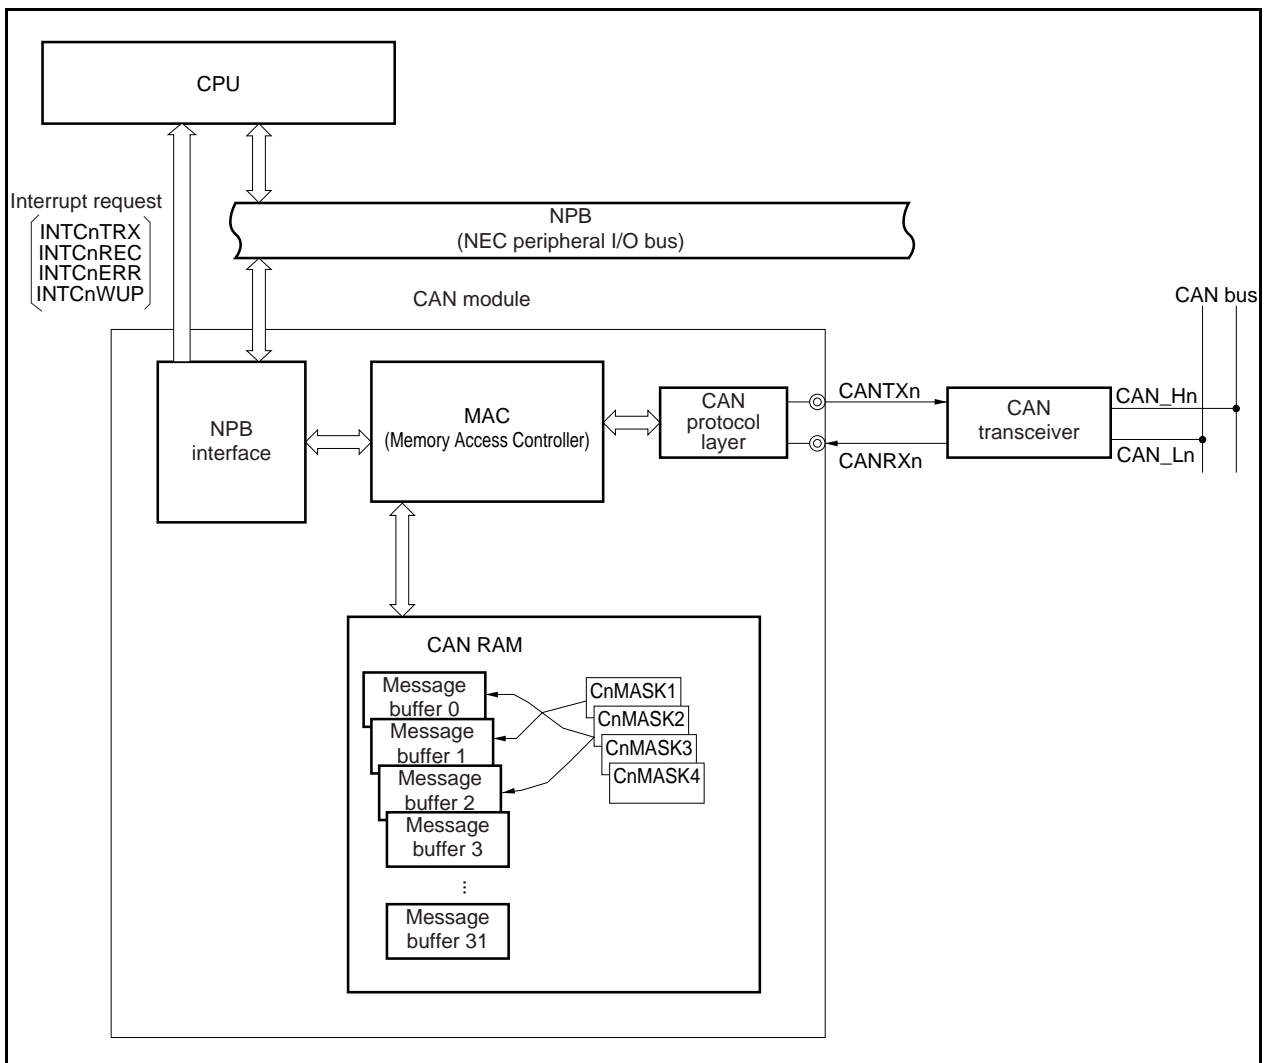 CPU
Interrupt request
INTCnTRX
INTCnREC
INTCnERR
INTCnWUP
NPB
(NEC peripheral I/O bus)
CAN module
CAN bus
NPB
interface
MAC
(Memory Access Controller)
CAN
protocol
layer
CANTXn
CANRXn
CAN
transceiver
CAN_Hn
CAN_Ln
CAN RAM
Message
buffer 0
Message
buffer 1
Message
buffer 2
Message
buffer 3
...
Message
buffer 31
CnMASK1
CnMASK2
CnMASK3
CnMASK4